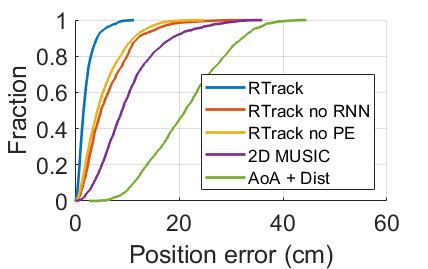 Fraction
1
0.8
0.6
0.4
0.2
0
RTrack
RTrack no RNN
RTrack no PE
2D MUSIC
AoA + Dist
0 20 40 60
Position error (cm)